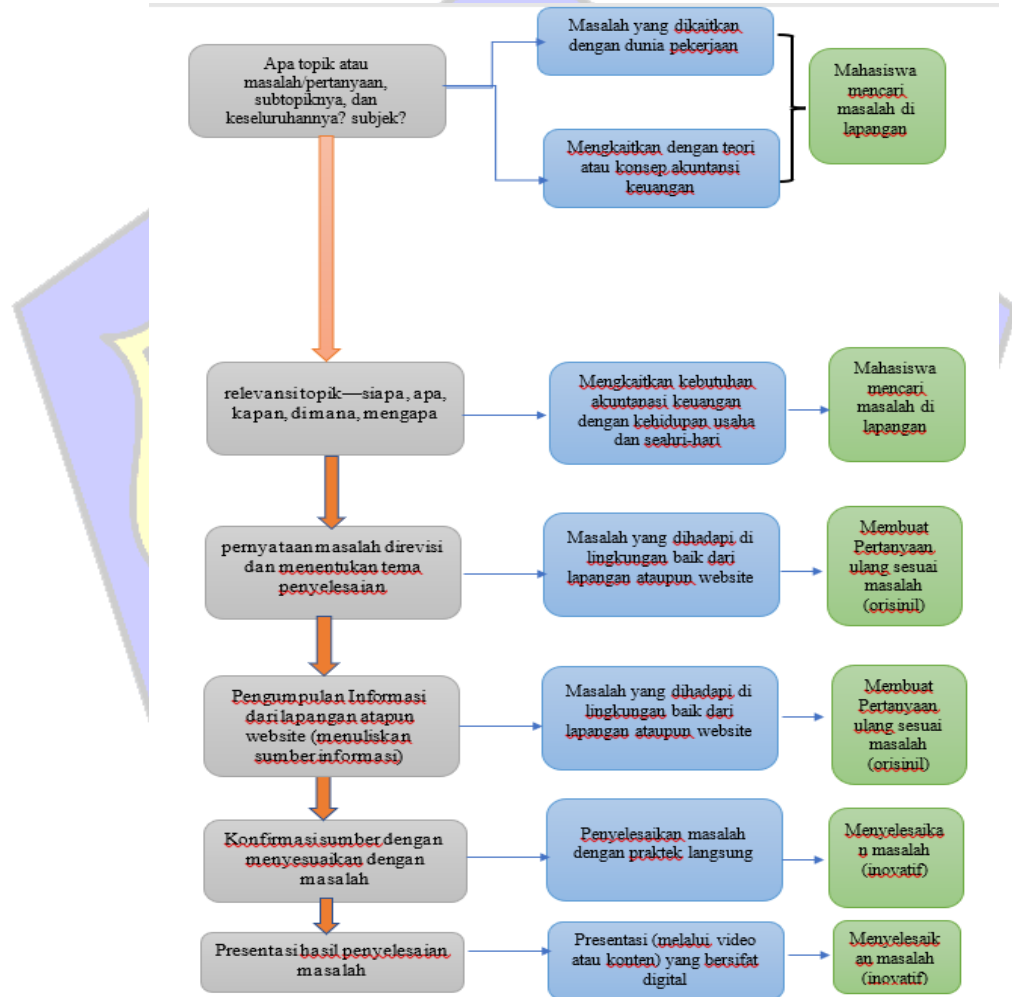 Apa topik atau
masalah/pertanyaan,
subtopiknya, dan
keseluruhannya? subjek?
Masalah yang dikaitkan
dengan dunia pekerjaan
Mengkaitkan dengan teori
atau konsep akuntansi
keuangan
Mahasiswa
mencari
masalah di
lapangan
relevansi topik—siapa, apa,
kapan, di mana, mengapa
Mengkaitkan kebutuhan
akuntanasi keuangan
dengan kehidupan usaha
dan seahri-hari
Mahasiswa
mencari
masalah di
lapangan
pernyataan masalah direvisi
dan menentukan tema
penyelesaian
Masalah yang dihadapi di
lingkungan baik dari
lapangan ataupun website
Membuat
Pertanyaan
ulang sesuai
masalah
(orisinil)
Pengumpulan Informasi
dari lapangan atapun
website (menuliskan
sumber informasi)
Masalah yang dihadapi di
lingkungan baik dari
lapangan ataupun website
Membuat
Pertanyaan
ulang sesuai
masalah
(orisinil)
Konfirmasi sumber dengan
menyesuaikan dengan
masalah
Penyelesaikan masalah
dengan praktek langsung
Menyelesaika
n masalah
(inovatif)
Presentasi hasil penyelesaian
masalah
Presentasi (melalui video
atau konten) yang bersifat
digital
Menyelesaik
an masalah
(inovatif)